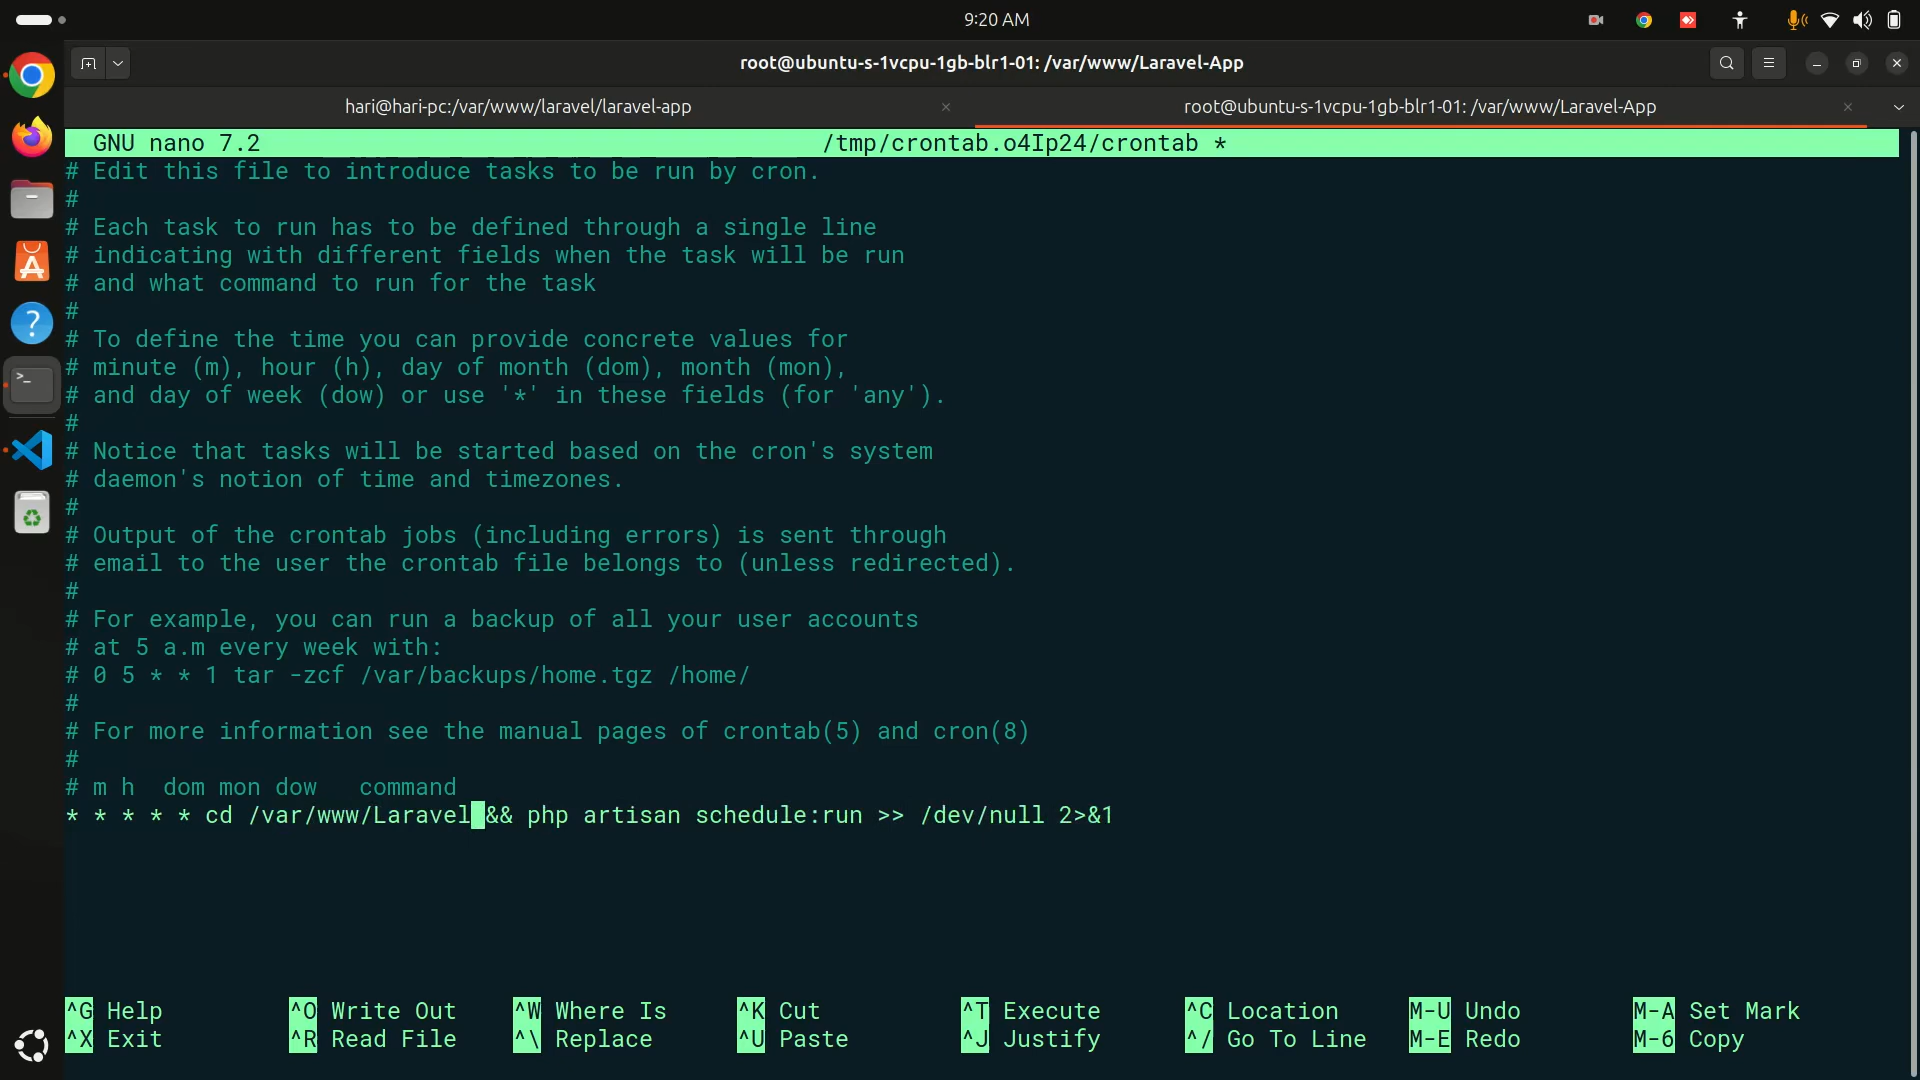 9:20 AM
root@ubuntu-s-1vcpu-1gb-blr1-01: /var/www/Laravel-App
hari@hari-pc:/var/www/laravel/laravel-app
root@ubuntu-s-1vcpu-1gb-blr1-01: /var/www/Laravel-App
GNU nano 7.2 /tmp/crontab.o4Ip24/crontab *
# Edit this file to introduce tasks to be run by cron.
#
# Each task to run has to be defined through a single line
# indicating with different fields when the task will be run
# and what command to run for the task
#
# To define the time you can provide concrete values for
# minute (m), hour (h), day of month (dom), month (mon),
# and day of week (dow) or use '*' in these fields (for 'any').
#
# Notice that tasks will be started based on the cron's system
# daemon's notion of time and timezones.
#
# Output of the crontab jobs (including errors) is sent through
# email to the user the crontab file belongs to (unless redirected).
#
# For example, you can run a backup of all your user accounts
# at 5 a.m every week with:
# 0 5 * * 1 tar -zcf /var/backups/home.tgz /home/
#
# For more information see the manual pages of crontab(5) and cron(8)
#
# m h  dom mon dow   command
* * * * * cd /var/www/Laravel && php artisan schedule:run >> /dev/null 2>&1
^G Help ^O Write Out ^W Where Is ^K Cut ^T Execute ^C Location M-U Undo M-A Set Mark
^X Exit ^R Read File ^\ Replace ^U Paste ^J Justify ^/ Go To Line M-E Redo M-6 Copy